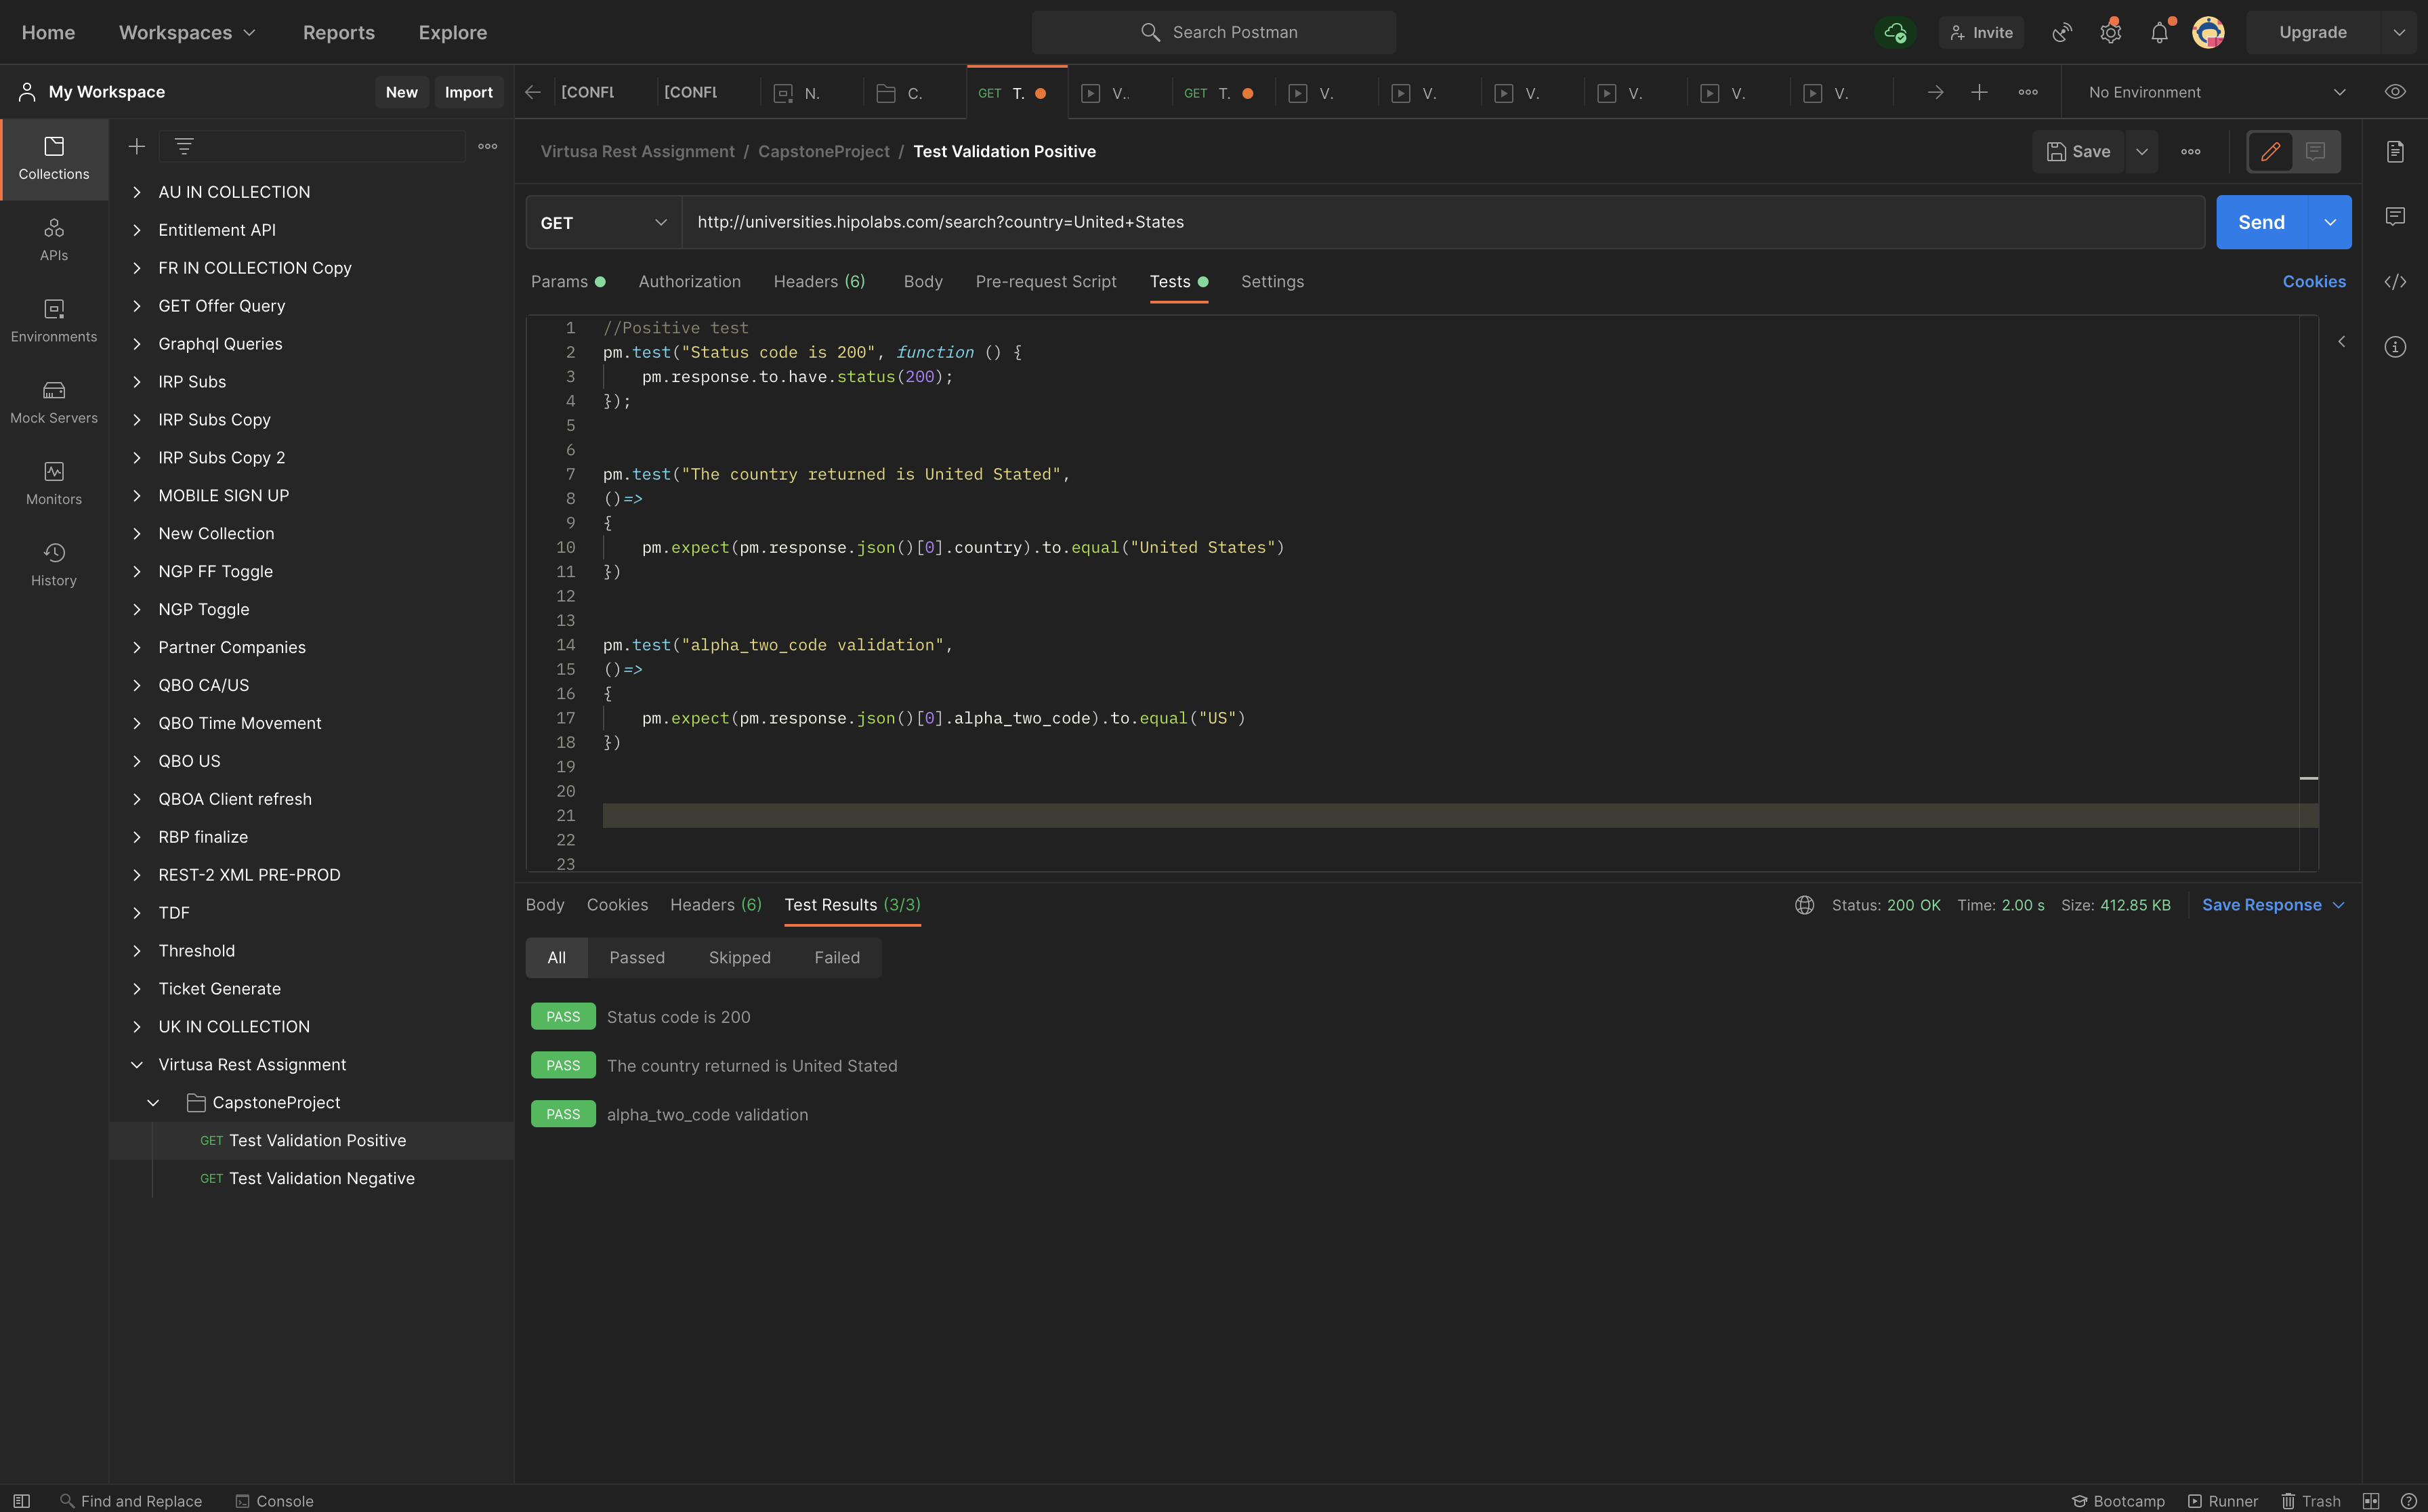 Home Workspaces Reports Explore Search Postman Invite Upgrade
My Workspace New Import [CONFL [CONFL N. C. GET T. V.. GET T. V. V. V. V. V. V. No Environment
Collections
APIs
Environments
Mock Servers
Monitors
History
AU IN COLLECTION
Entitlement API
FR IN COLLECTION Copy
GET Offer Query
Graphql Queries
IRP Subs
IRP Subs Copy
IRP Subs Copy 2
MOBILE SIGN UP
New Collection
NGP FF Toggle
NGP Toggle
Partner Companies
QBO CA/US
QBO Time Movement
QBO US
QBOA Client refresh
RBP finalize
REST-2 XML PRE-PROD
TDF
Threshold
Ticket Generate
UK IN COLLECTION
Virtusa Rest Assignment
CapstoneProject
GET Test Validation Positive
GET Test Validation Negative
Virtusa Rest Assignment / CapstoneProject / Test Validation Positive Save
GET http://universities.hipolabs.com/search?country=United+States Send
Params Authorization Headers (6) Body Pre-request Script Tests Settings Cookies
1 //Positive test
2 pm.test("Status code is 200", function () {
3 pm.response.to.have.status(200);
4 });
5
6
7 pm.test("The country returned is United Stated",
8 ()=>
9 {
10 pm.expect(pm.response.json()[0].country).to.equal("United States")
11 })
12
13
14 pm.test("alpha_two_code validation",
15 ()=>
16 {
17 pm.expect(pm.response.json()[0].alpha_two_code).to.equal("US")
18 })
19
20
21
22
23
Body Cookies Headers (6) Test Results (3/3) Status: 200 OK Time: 2.00 s Size: 412.85 KB Save Response
All Passed Skipped Failed
PASS Status code is 200
PASS The country returned is United Stated
PASS alpha_two_code validation
Find and Replace Console Bootcamp Runner Trash